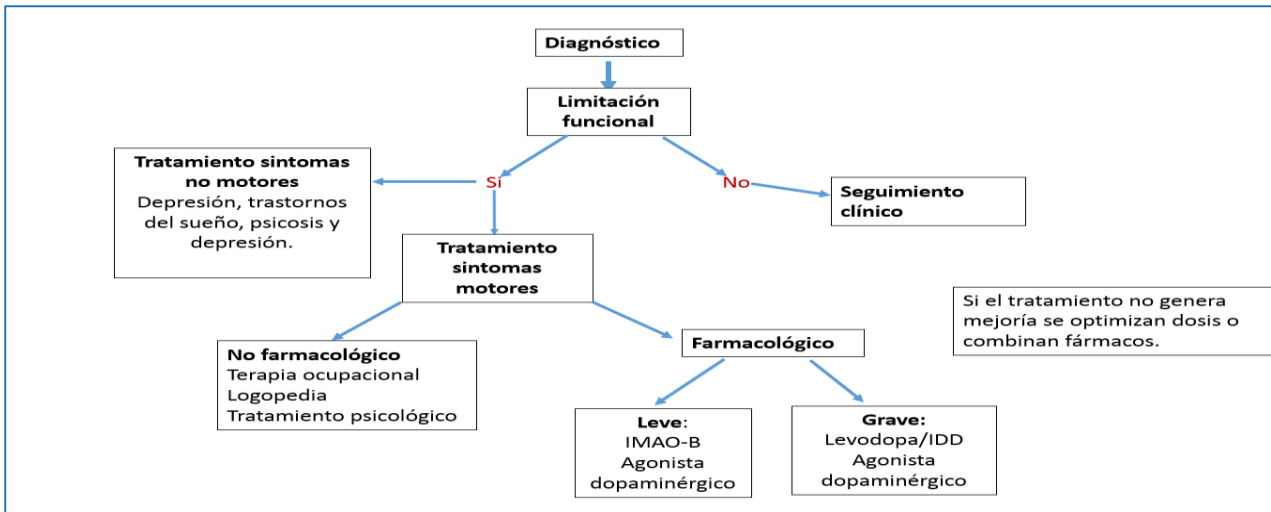 Diagnóstico
Limitación
funcional
Tratamiento sintomas
no motores
Depresión, trastornos
del sueño, psicosis y
depresión.
Si
No
Seguimiento
clínico
Tratamiento
sintomas
motores
Si el tratamiento no genera
mejoría se optimizan dosis o
combinan fármacos.
No farmacológico
Terapia ocupacional
Logopedia
Tratamiento psicológico
Farmacológico
Leve:
IMAO-B
Agonista
dopaminérgico
Grave:
Levodopa/IDD
Agonista
dopaminérgico